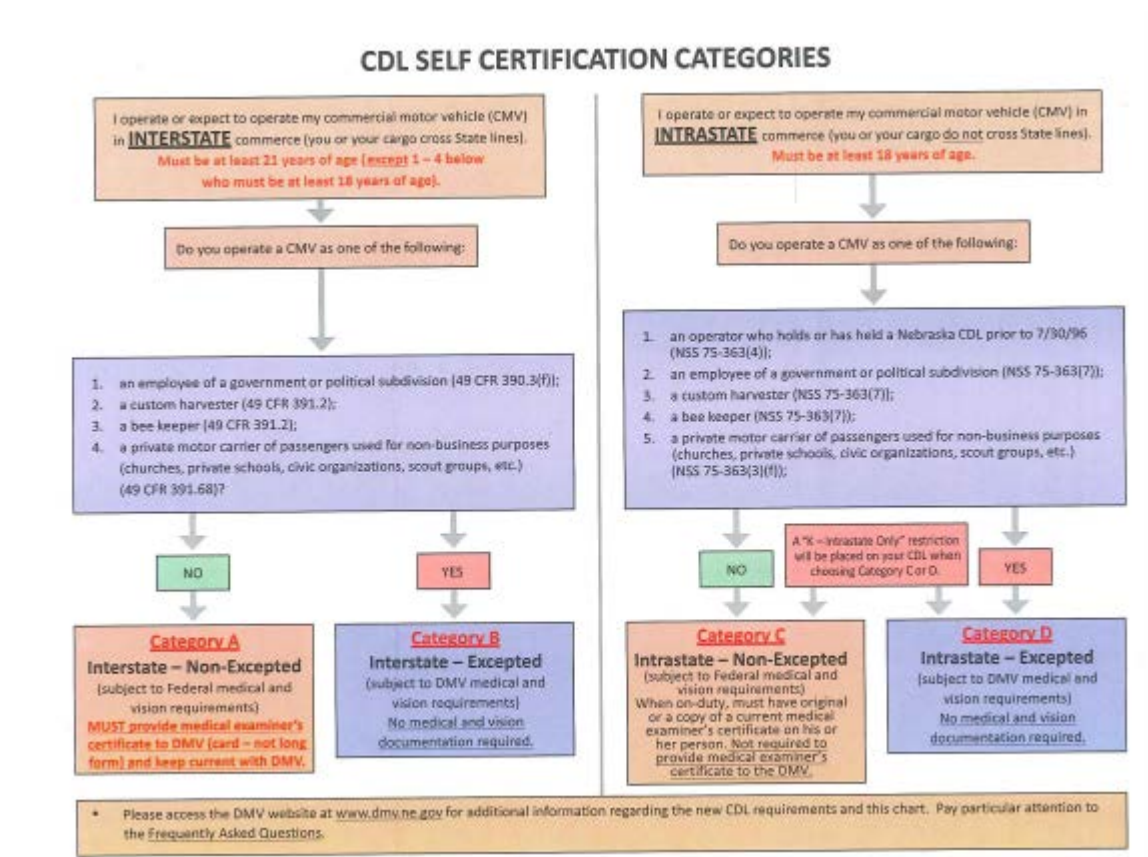 CDL SELF CERTIFICATION CATEGORIES
I operate or expect to operate my commercial motor vehicle (CMV)
in INTERSTATE commerce (you or your cargo cross State lines).
Must be at least 21 years of age (except 1 – 4 below
who must be at least 18 years of age).
Do you operate a CMV as one of the following:
1. an employee of a government or political subdivision (49 CFR 390.3(f));
2. a custom harvester (49 CFR 391.2);
3. a bee keeper (49 CFR 391.2);
4. a private motor carrier of passengers used for non-business purposes
(churches, private schools, civic organizations, scout groups, etc.)
(49 CFR 391.68)?
NO
YES
Category A
Interstate – Non-Excepted
(subject to Federal medical and
vision requirements)
MUST provide medical examiner's
certificate to DMV (card – not long
form) and keep current with DMV.
Category B
Interstate – Excepted
(subject to DMV medical and
vision requirements)
No medical and vision
documentation required.
I operate or expect to operate my commercial motor vehicle (CMV) in
INTRASTATE commerce (you or your cargo do not cross State lines).
Must be at least 18 years of age.
Do you operate a CMV as one of the following:
1. an operator who holds or has held a Nebraska CDL prior to 7/30/96
(NSS 75-363(4));
2. an employee of a government or political subdivision (NSS 75-363(7));
3. a custom harvester (NSS 75-363(7));
4. a bee keeper (NSS 75-363(7));
5. a private motor carrier of passengers used for non-business purposes
(churches, private schools, civic organizations, scout groups, etc.)
(NSS 75-363(3)(f));
NO
A "K – Intrastate Only" restriction
will be placed on your CDL when
choosing Category C or D.
YES
Category C
Intrastate – Non-Excepted
(subject to Federal medical and
vision requirements)
When on-duty, must have original
or a copy of a current medical
examiner's certificate on his or
her person. Not required to
provide medical examiner's
certificate to the DMV.
Category D
Intrastate – Excepted
(subject to DMV medical and
vision requirements)
No medical and vision
documentation required.
• Please access the DMV website at www.dmv.ne.gov for additional information regarding the new CDL requirements and this chart. Pay particular attention to
the Frequently Asked Questions.